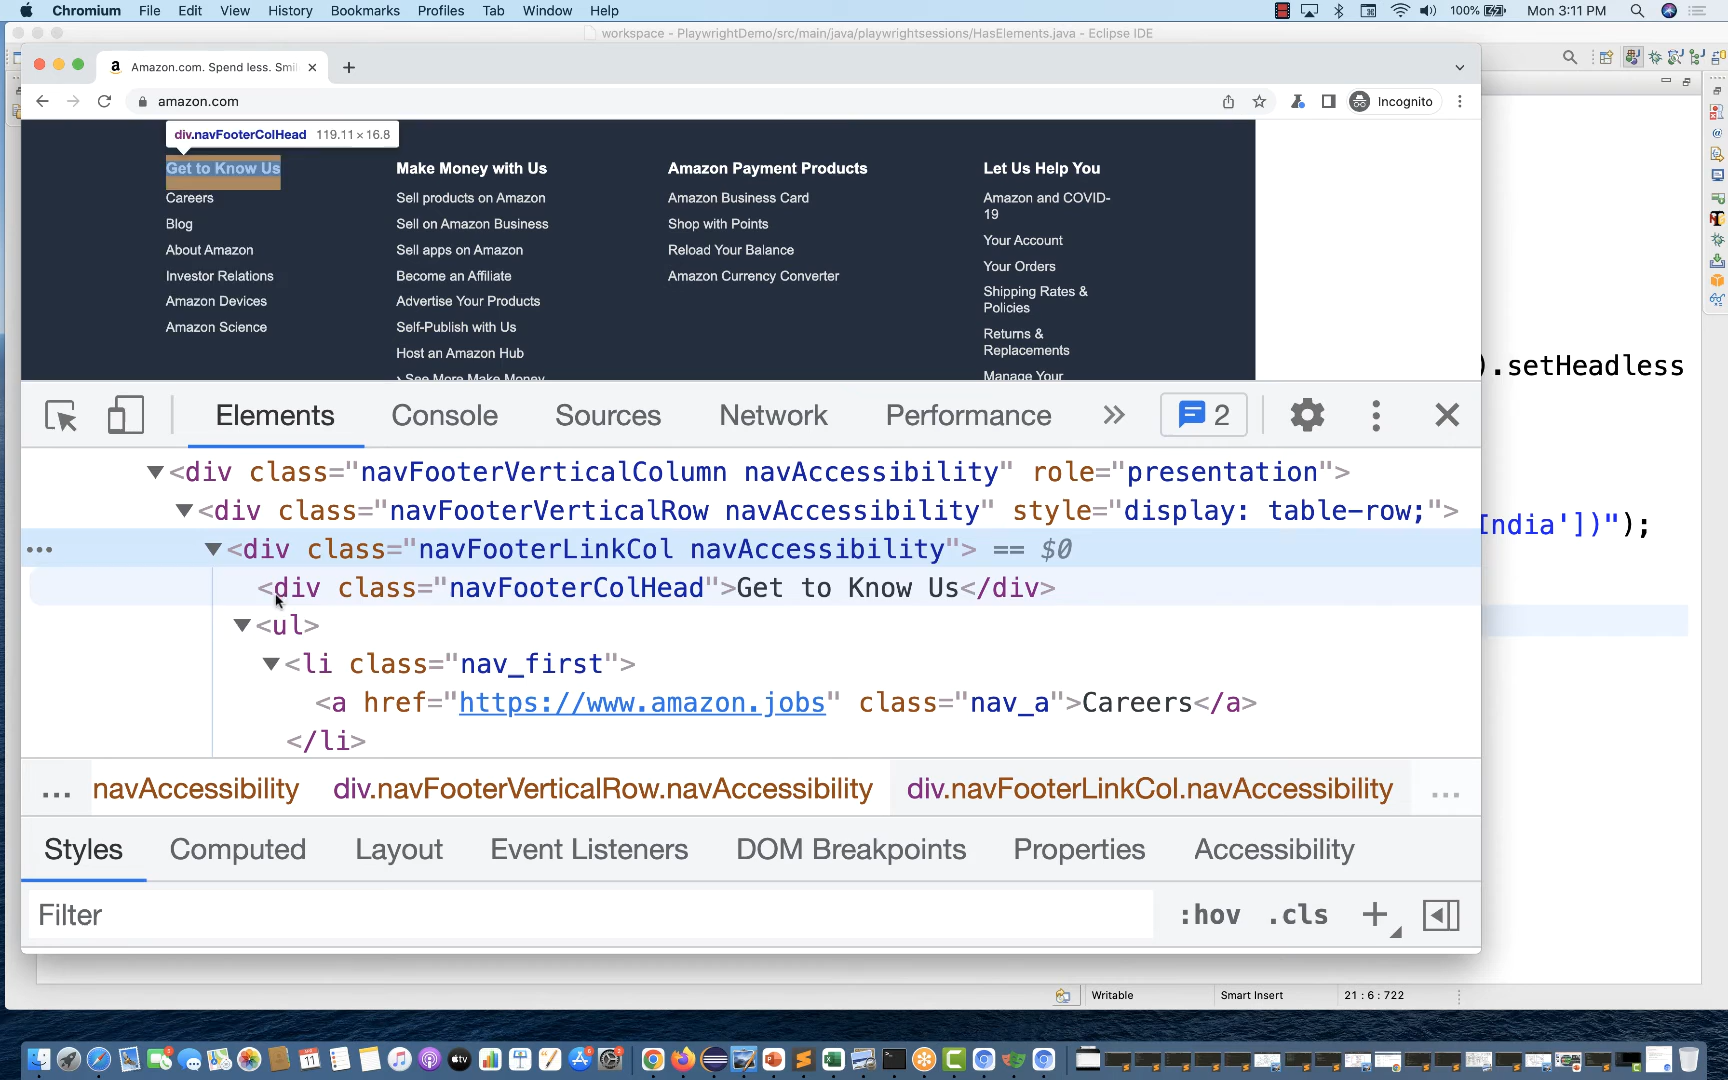 Chromium File Edit View History Bookmarks Profiles Tab Window Help 100% Mon 3:11 PM
workspace - PlaywrightDemo/src/main/java/playwrightsessions/HasElements.java - Eclipse IDE
Amazon.com. Spend less. Smi
amazon.com Incognito
div.navFooterColHead 119.11 × 16.8
Get to Know Us Make Money with Us Amazon Payment Products Let Us Help You
Careers Sell products on Amazon Amazon Business Card Amazon and COVID-
19
Blog Sell on Amazon Business Shop with Points
Your Account
About Amazon Sell apps on Amazon Reload Your Balance
Your Orders
Investor Relations Become an Affiliate Amazon Currency Converter
Shipping Rates &
Amazon Devices Advertise Your Products
Policies
Amazon Science Self-Publish with Us
Returns &
Host an Amazon Hub Replacements
› See More Make Money Manage Your
).setHeadless
Elements Console Sources Network Performance 2
<div class="navFooterVerticalColumn navAccessibility" role="presentation">
<div class="navFooterVerticalRow navAccessibility" style="display: table-row;">
India'])");
<div class="navFooterLinkCol navAccessibility"> == $0
<div class="navFooterColHead">Get to Know Us</div>
<ul>
<li class="nav_first">
<a href="https://www.amazon.jobs" class="nav_a">Careers</a>
</li>
... navAccessibility div.navFooterVerticalRow.navAccessibility div.navFooterLinkCol.navAccessibility ...
Styles Computed Layout Event Listeners DOM Breakpoints Properties Accessibility
Filter :hov .cls
Writable Smart Insert 21 : 6 : 722